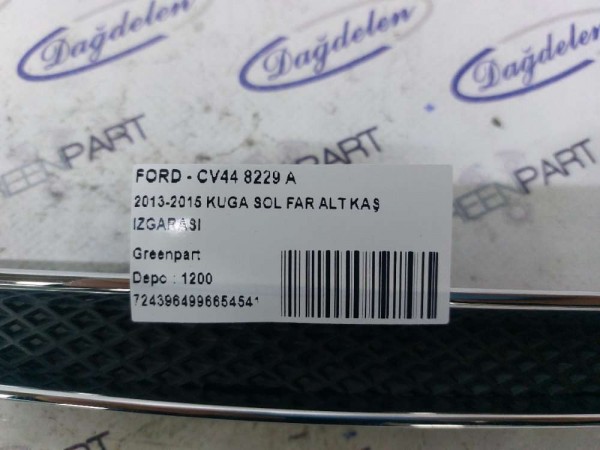 Dağdelen
Dağdelen
GREENPART
GREENPART
FORD - CV44 8229 A
2013-2015 KUGA SOL FAR ALT KAŞ
IZGARASI
Greenpart
Depo : 1200
7243964996654541
GREENPART